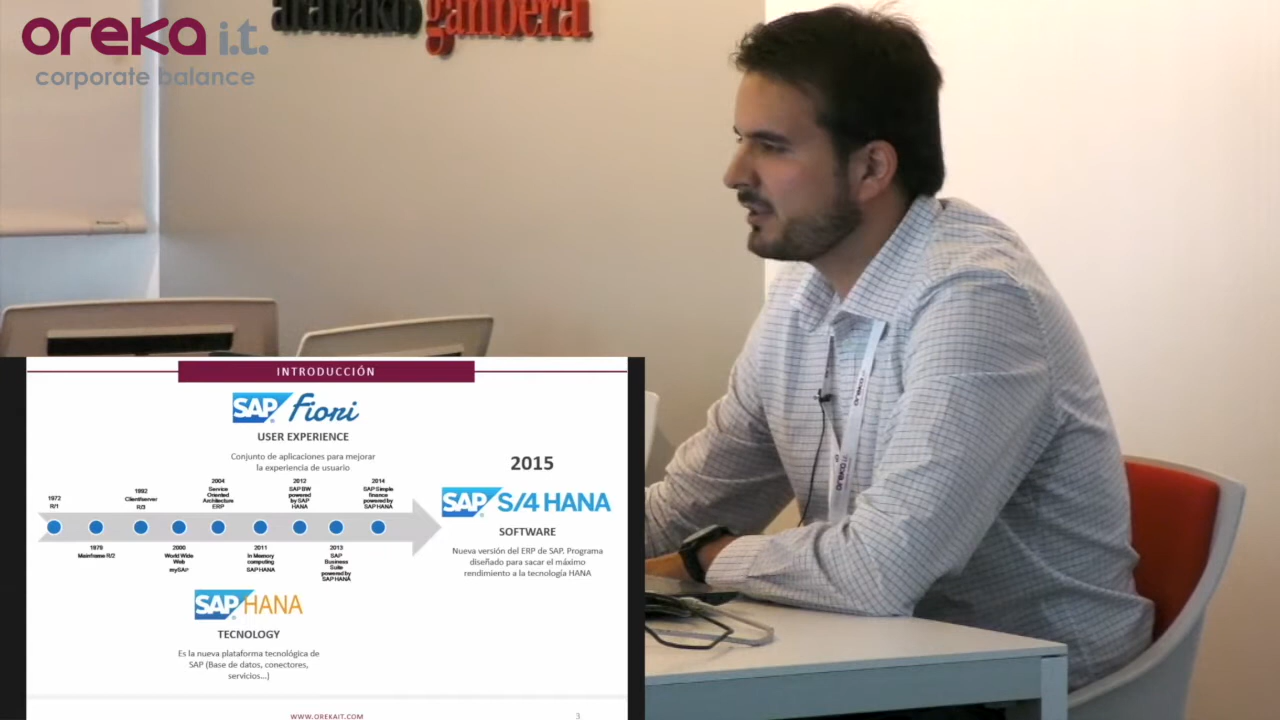 oreka i.t.
corporate balance
arabako ganbera
INTRODUCCIÓN
SAP fiori
USER EXPERIENCE
Conjunto de aplicaciones para mejorar
la experiencia de usuario
1972
R/1
1992
Client/server
R/3
2004
Service
Oriented
Architecture
ERP
2012
SAP BW
powered
by SAP
HANA
2014
SAP Simple
finance
powered by
SAP HANA
1979
Mainframe R/2
2000
World Wide
Web
mySAP
2011
In Memory
computing
SAP HANA
2013
SAP
Business
Suite
powered by
SAP HANA
2015
SAP S/4 HANA
SOFTWARE
Nueva versión del ERP de SAP. Programa
diseñado para sacar el máximo
rendimiento a la tecnología HANA
SAP HANA
TECNOLOGY
Es la nueva plataforma tecnológica de
SAP (Base de datos, conectores,
servicios...)
WWW.OREKAIT.COM
3